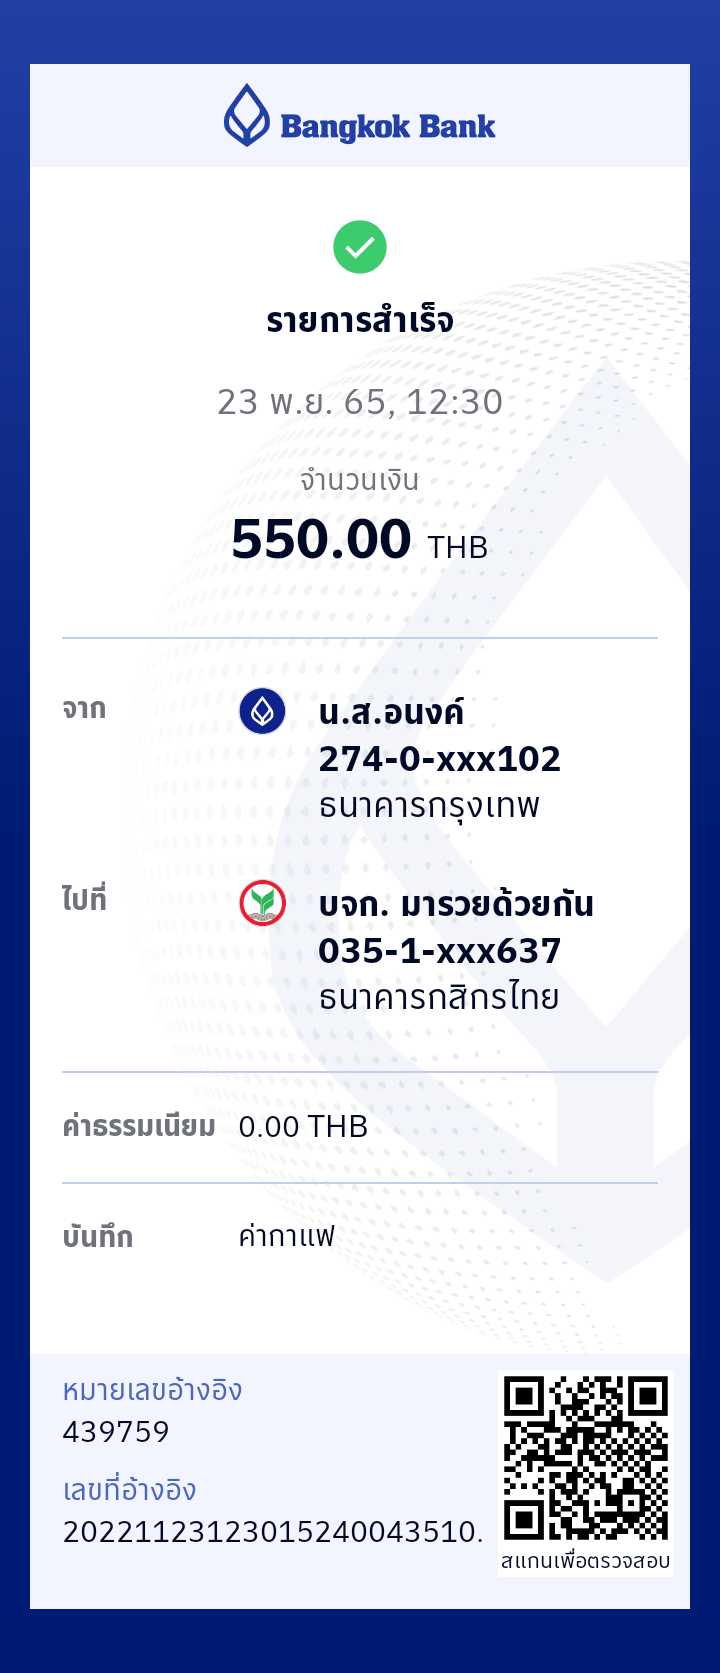 Bangkok Bank
รายการสำเร็จ
23 พ.ย. 65, 12:30
จำนวนเงิน
550.00 THB
จาก
น.ส.อนงค์
274-0-xxx102
ธนาคารกรุงเทพ
ไปที่
บจก. มารวยด้วยกัน
035-1-xxx637
ธนาคารกสิกรไทย
ค่าธรรมเนียม 0.00 THB
บันทึก ค่ากาแฟ
หมายเลขอ้างอิง
439759
เลขที่อ้างอิง
20221123123015240043510.
สแกนเพื่อตรวจสอบ